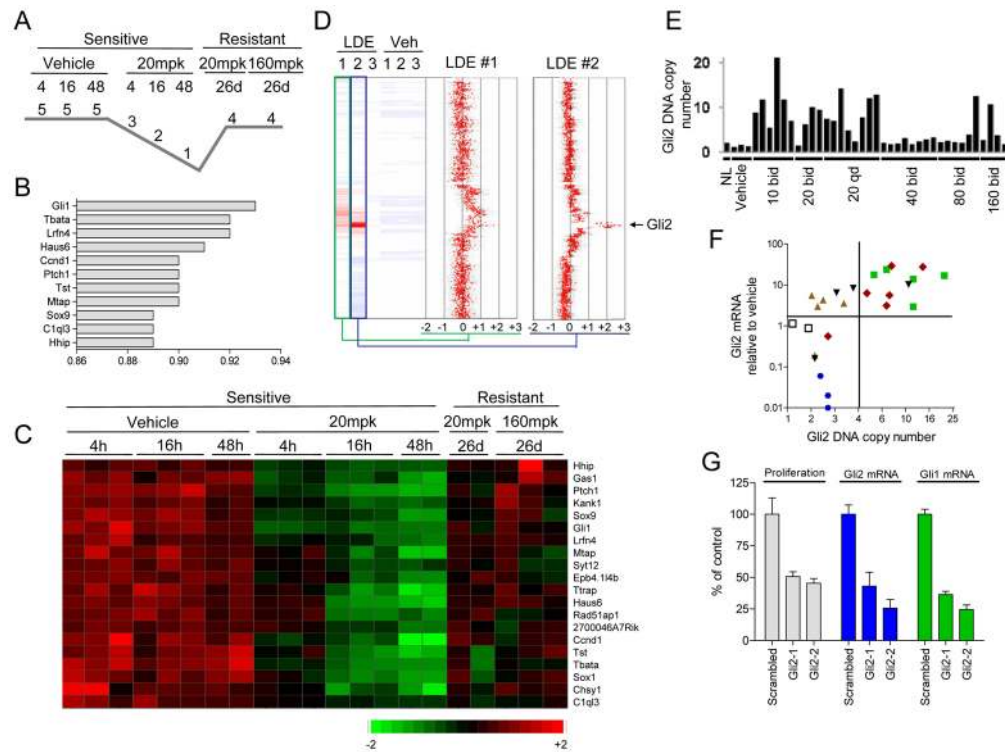 A
Sensitive Resistant
Vehicle 20mpk 20mpk 160mpk
4 16 48 4 16 48 26d 26d
5 5 5 3 2 1 4 4
B
Gli1
Tbata
Lrfn4
Haus6
Ccnd1
Ptch1
Tst
Mtap
Sox9
C1ql3
Hhip
0.86 0.88 0.90 0.92 0.94
C
Sensitive Resistant
Vehicle 20mpk 20mpk 160mpk
4h 16h 48h 4h 16h 48h 26d 26d
Hhip
Gas1
Ptch1
Kank1
Sox9
Gli1
Lrfn4
Mtap
Syt12
Epb4.1l4b
Ttrap
Haus6
Rad51ap1
2700046A7Rik
Ccnd1
Tst
Tbata
Sox1
Chsy1
C1ql3
-2 +2
D
LDE Veh
1 2 3 1 2 3 LDE #1 LDE #2
Gli2
-2 -1 0 +1 +2 +3 -2 -1 0 +1 +2 +3
E
Gli2 DNA copy
number
20
10
0
NL
Vehicle
10 bid
20 bid
20 qd
40 bid
80 bid
160 bid
F
Gli2 mRNA
relative to vehicle
100
10
1
0.1
0.01
1 2 4 6 10 16 25
Gli2 DNA copy number
G
Proliferation Gli2 mRNA Gli1 mRNA
% of control
125
100
75
50
25
0
Scrambled
Gli2-1
Gli2-2
Scrambled
Gli2-1
Gli2-2
Scrambled
Gli2-1
Gli2-2